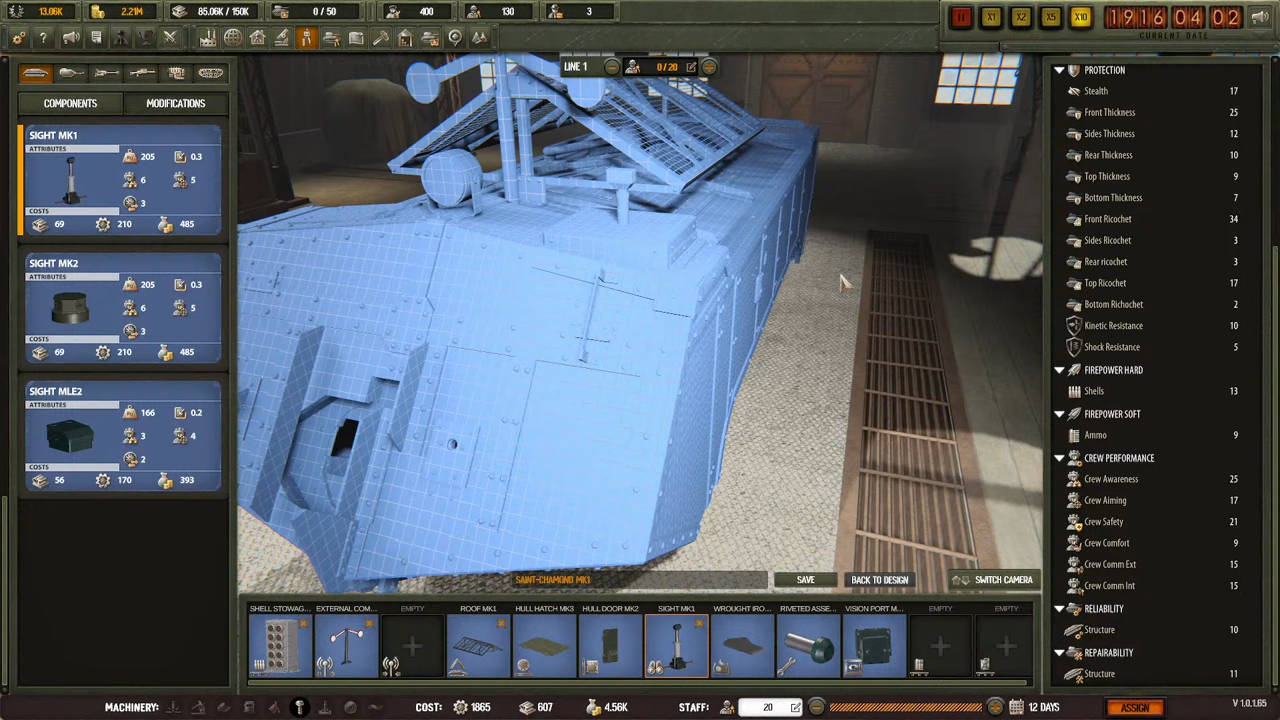 13.06K 2.21M 85.06K / 150K 0 / 50 400 130 3 X1 X2 X5 X10 1916 04 02
CURRENT DATE
LINE 1 0/20
COMPONENTS MODIFICATIONS
SIGHT MK1
ATTRIBUTES
205 0.3
6 5
3
COSTS
69 210 485
SIGHT MK2
ATTRIBUTES
205 0.3
6 5
3
COSTS
69 210 485
SIGHT MLE2
ATTRIBUTES
166 0.2
3 4
2
COSTS
56 170 393
PROTECTION
Stealth 17
Front Thickness 25
Sides Thickness 12
Rear Thickness 10
Top Thickness 9
Bottom Thickness 7
Front Ricochet 34
Sides Ricochet 3
Rear ricochet 3
Top Ricochet 17
Bottom Richochet 2
Kinetic Resistance 10
Shock Resistance 5
FIREPOWER HARD
Shells 13
FIREPOWER SOFT
Ammo 9
CREW PERFORMANCE
Crew Awareness 25
Crew Aiming 17
Crew Safety 21
Crew Comfort 9
Crew Comm Ext 15
Crew Comm Int 15
RELIABILITY
Structure 10
REPAIRABILITY
Structure 11
SAINT-CHAMOND MK1 SAVE BACK TO DESIGN SWITCH CAMERA
SHELL STOWAG... EXTERNAL COM... EMPTY ROOF MK1 HULL HATCH MK3 HULL DOOR MK2 SIGHT MK1 WROUGHT IRO... RIVETED ASSE... VISION PORT M... EMPTY EMPTY
MACHINERY: COST: 1865 607 4.56K STAFF: 20 12 DAYS ASSIGN V 1.0.1.65